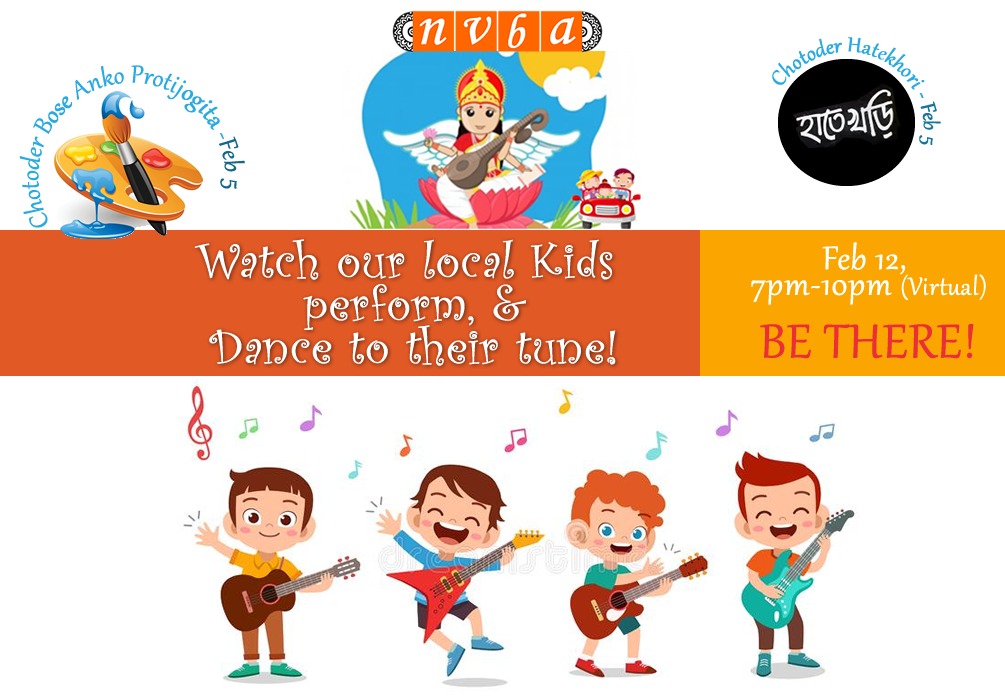 nvba
Chotoder Bose Anko Protijogita -Feb 5
Chotoder Hatekhori - Feb 5
হাতে খড়ি
Watch our local Kids
perform, &
Dance to their tune!
Feb 12,
7pm-10pm (Virtual)
BE THERE!